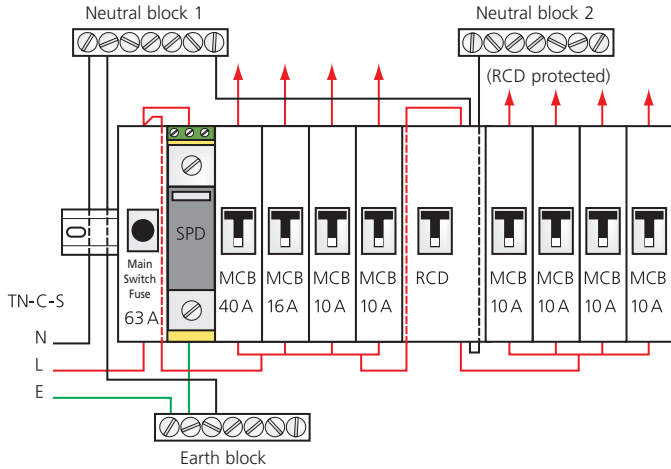 Neutral block 1
Neutral block 2
(RCD protected)
SPD
Main
Switch
Fuse
63 A
MCB
40 A
MCB
16 A
MCB
10 A
MCB
10 A
RCD
MCB
10 A
MCB
10 A
MCB
10 A
MCB
10 A
TN-C-S
N
L
E
Earth block